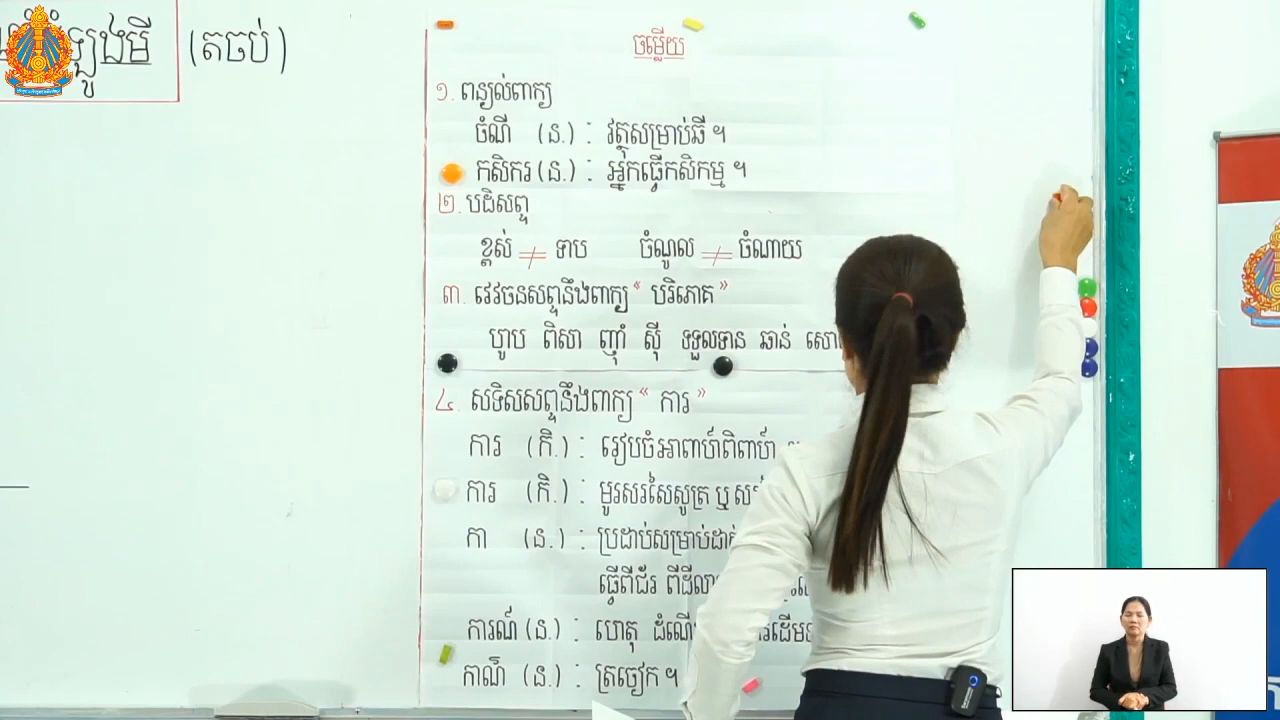 (តចប់)
ចម្លើយ
១. ពន្យល់ពាក្យ
ចំណី (ន.) : វត្ថុសម្រាប់ឆី ។
កសិករ (ន.) : អ្នកធ្វើកសិកម្ម ។
២. បដិសព្ទ
ខ្ពស់ ≠ ទាប ចំណូល ≠ ចំណាយ
៣. វេវចនសព្ទនឹងពាក្យ « បរិភោគ »
ហូប ពិសា ញ៉ាំ ស៊ី ទទួលទាន ឆាន់
៤. សទិសសព្ទនឹងពាក្យ « ការ »
ការ (កិ.) : រៀបចំអាពាហ៍ពិពាហ៍
ការ (កិ.) : មូរសរសៃសូត្រ ឬ
កា (ន.) : ប្រដាប់សម្រាប់ដាក់
ធ្វើពីជ័រ ពីដី
ការណ៍ (ន.) : ហេតុ
កាណ៌ (ន.) : ត្រចៀក ។